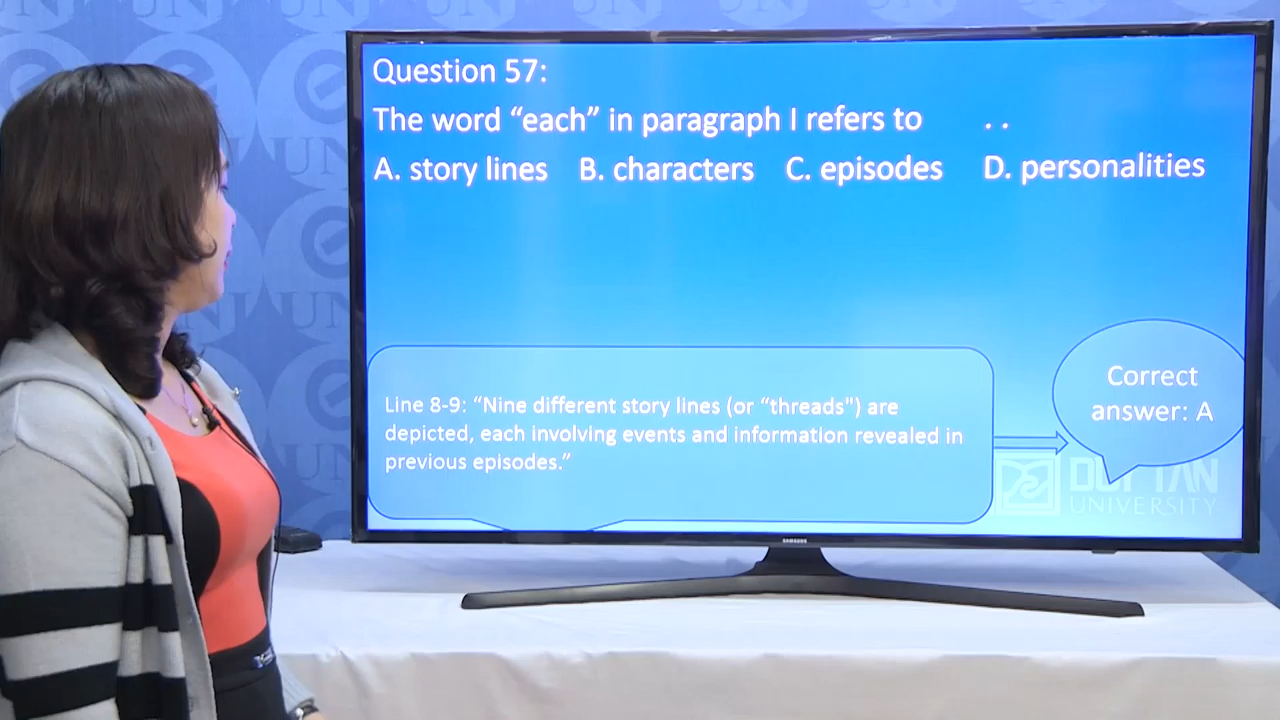 Question 57:
The word “each” in paragraph I refers to . .
A. story lines B. characters C. episodes D. personalities
Line 8-9: “Nine different story lines (or “threads") are
depicted, each involving events and information revealed in
previous episodes.”
Correct
answer: A
UNIVERSITY
SAMSUNG